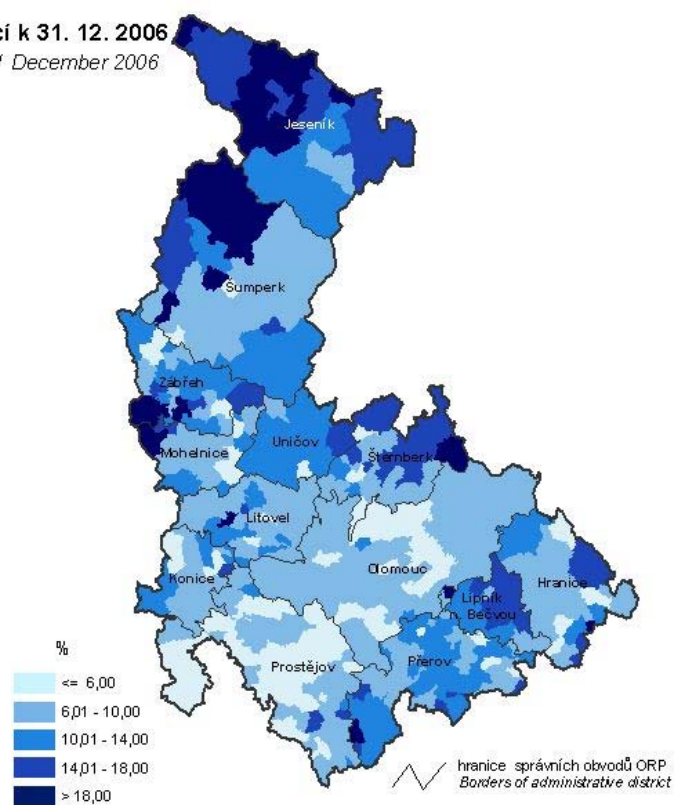 cí k 31. 12. 2006
December 2006
Jeseník
Šumperk
Zábřeh
Mohelnice
Uničov
Šternberk
Litovel
Konice
Olomouc
Hranice
Lipník
n. Bečvou
Přerov
Prostějov
%
<= 6,00
6,01 - 10,00
10,01 - 14,00
14,01 - 18,00
> 18,00
hranice správních obvodů ORP
Borders of administrative district